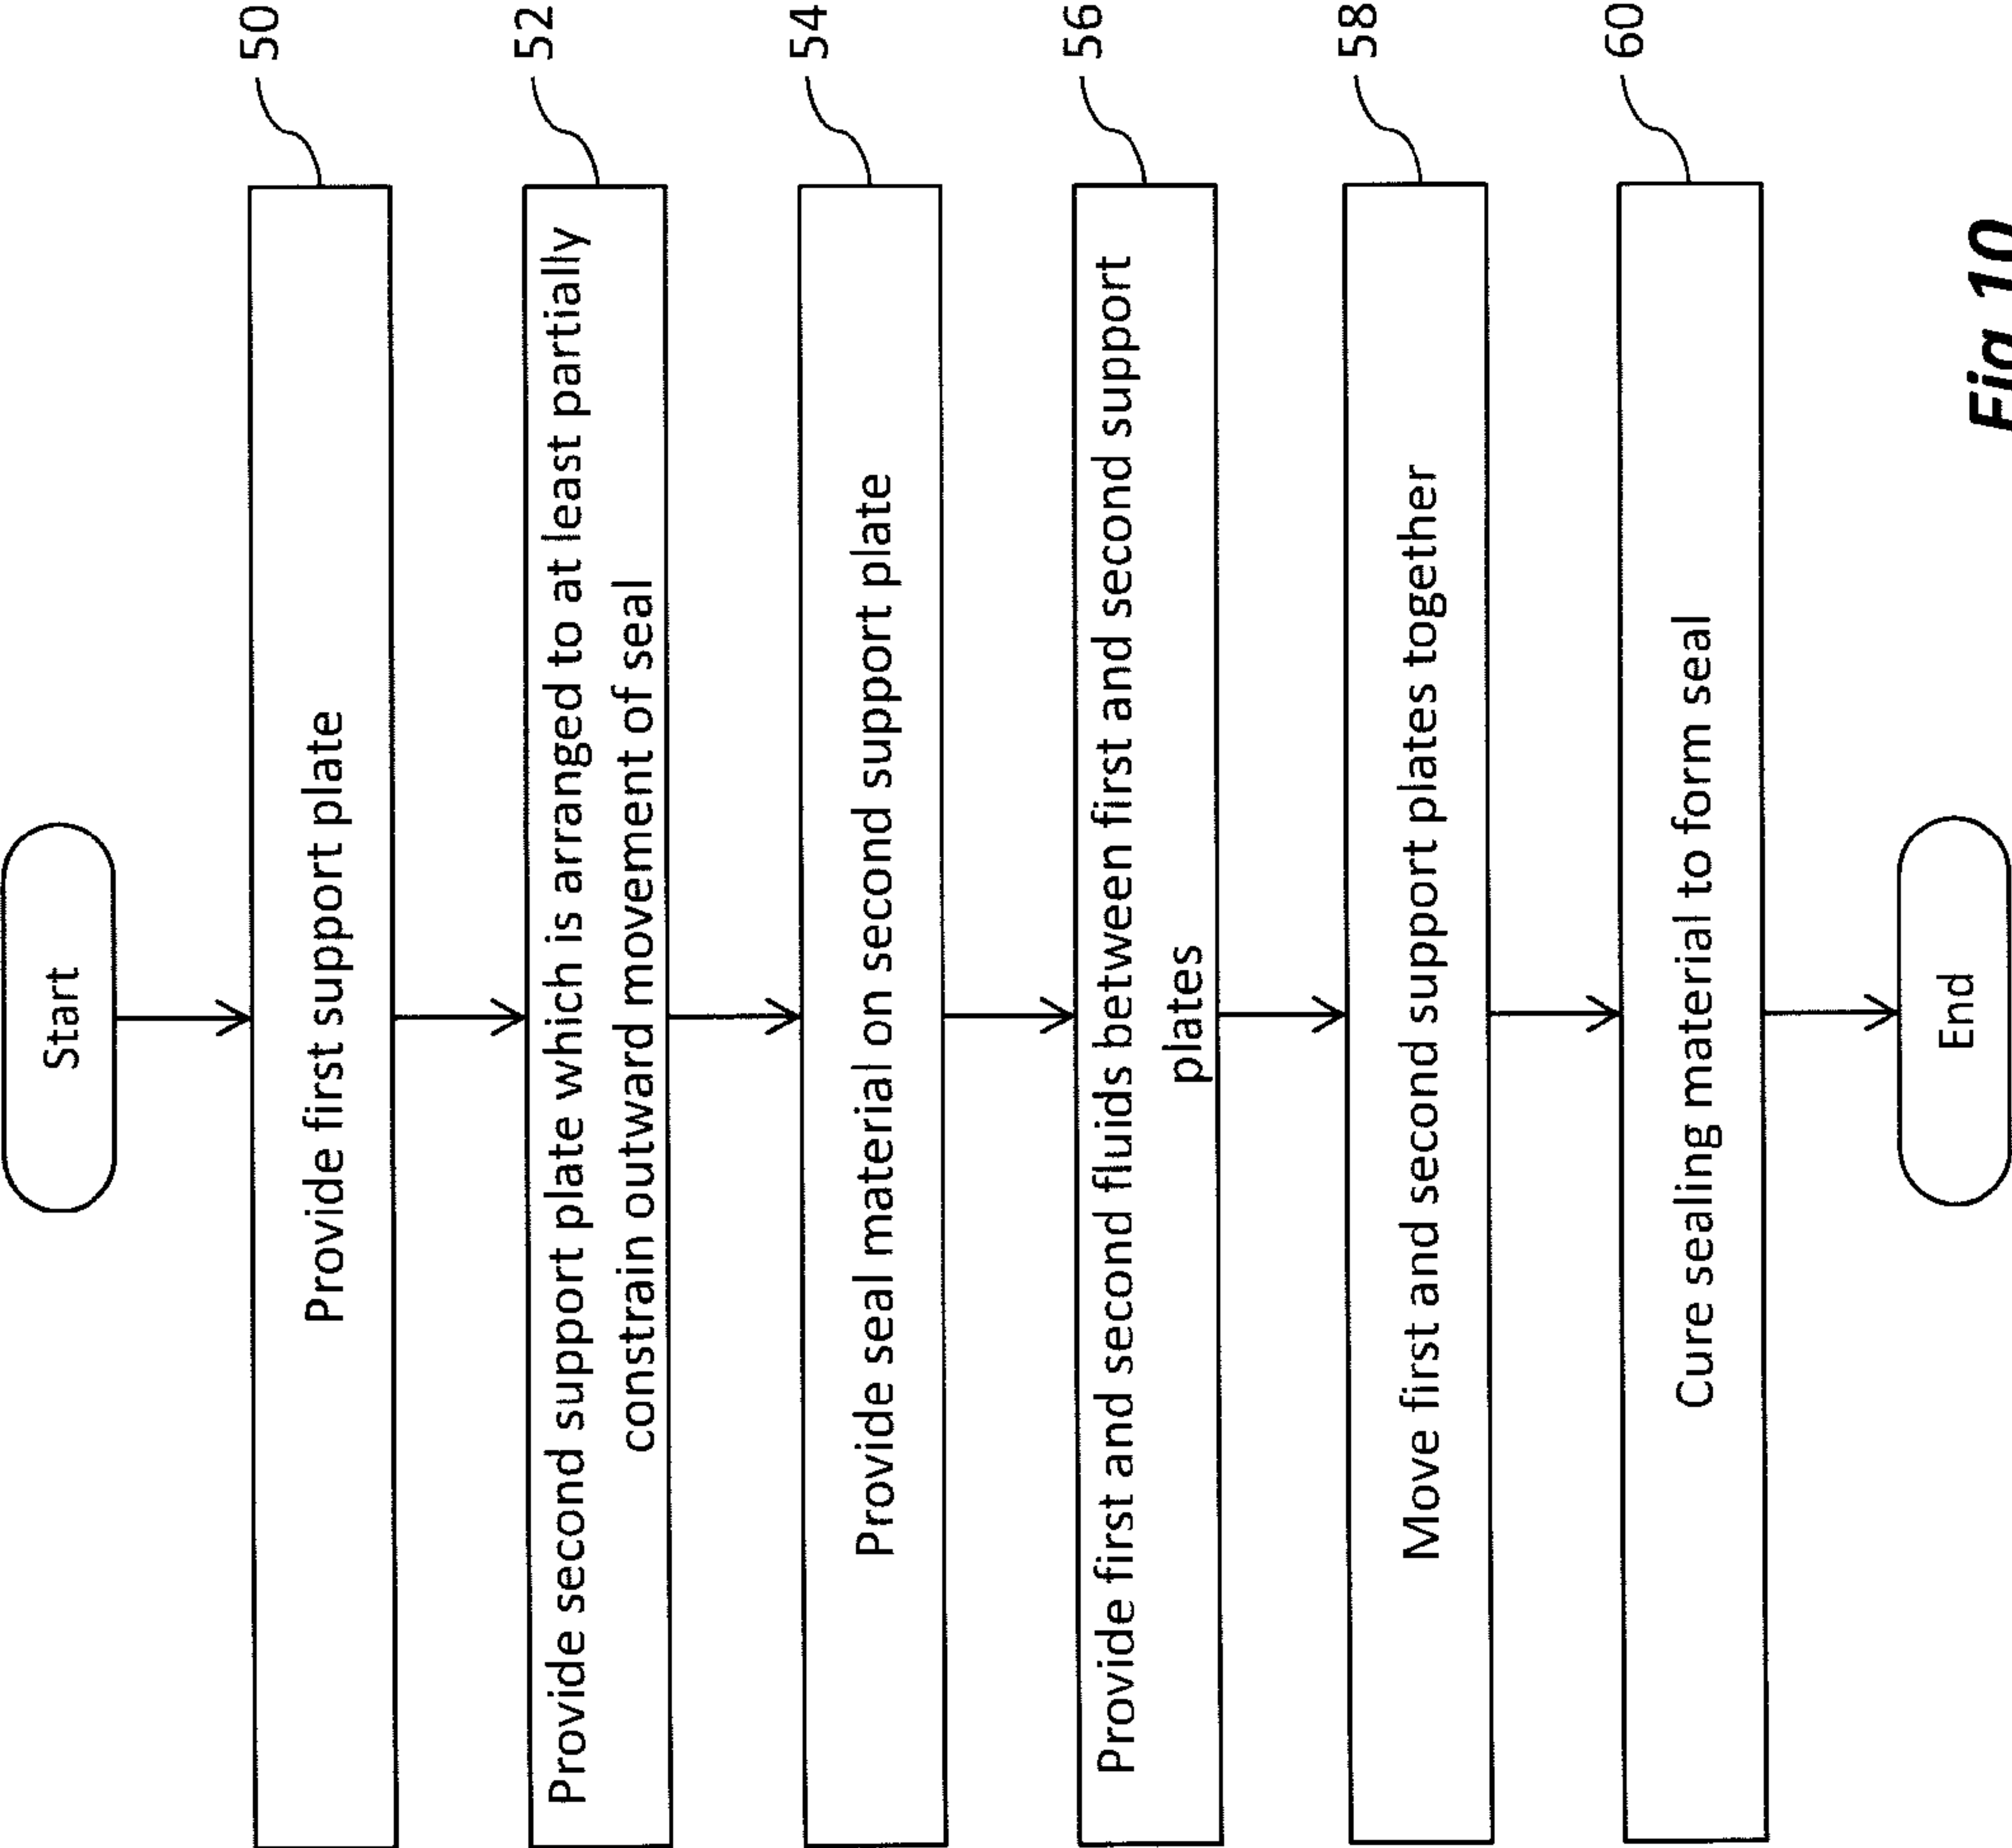 Start
Provide first support plate
50
Provide second support plate which is arranged to at least partially
constrain outward movement of seal
52
Provide seal material on second support plate
54
Provide first and second fluids between first and second support
plates
56
Move first and second support plates together
58
Cure sealing material to form seal
60
End
Fig 10